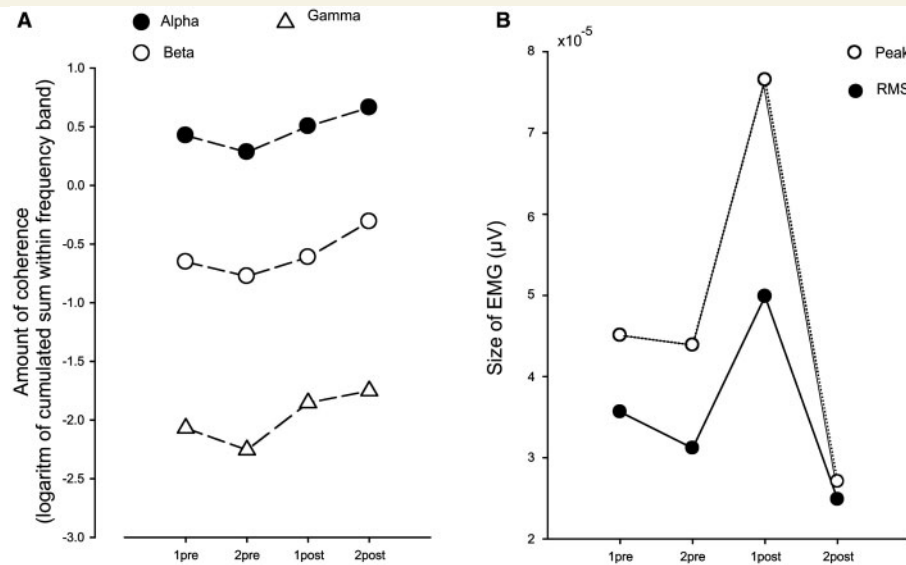 A
Alpha
Gamma
Beta
Amount of coherence
(logaritm of cumulated sum within frequency band)
1.0
0.5
0.0
-0.5
-1.0
-1.5
-2.0
-2.5
-3.0
1pre 2pre 1post 2post
B
x10-5
Peak
RMS
Size of EMG (µV)
8
7
6
5
4
3
2
1pre 2pre 1post 2post